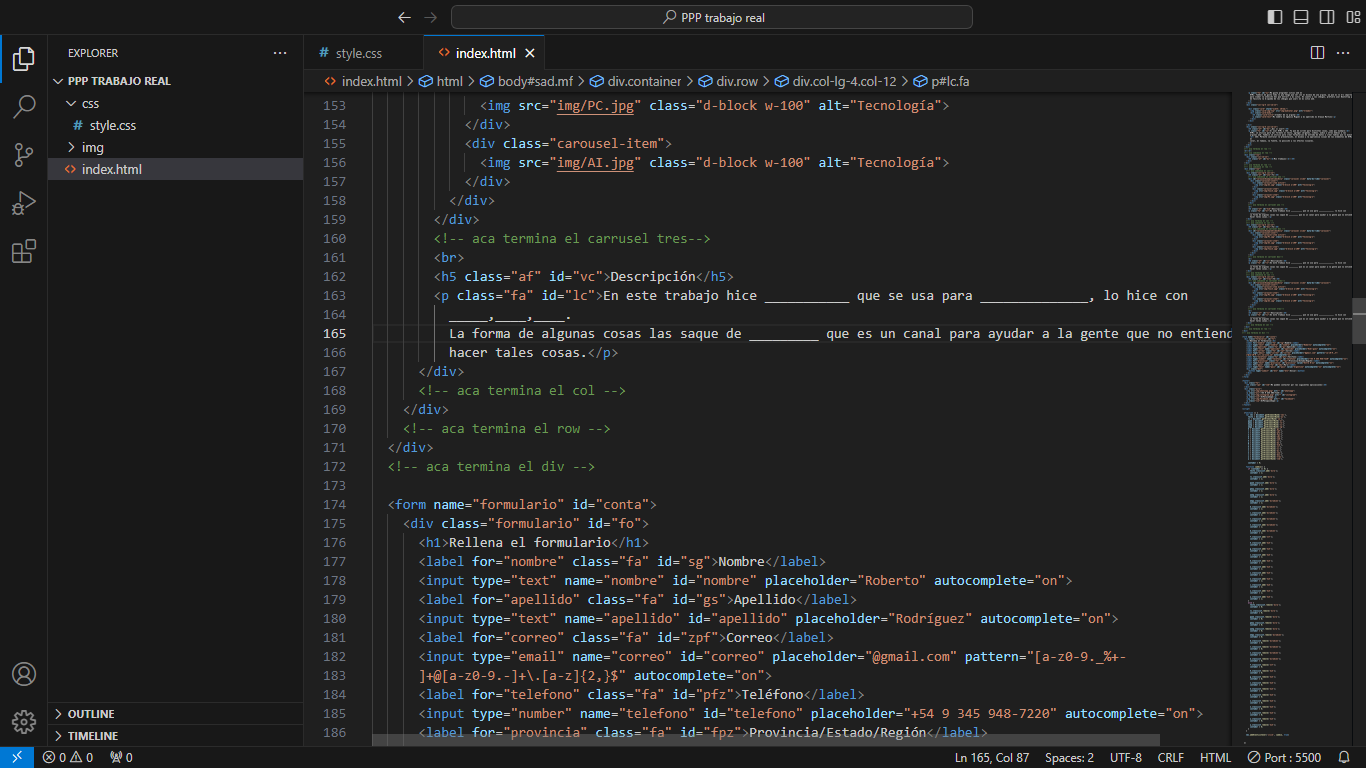 PPP trabajo real
EXPLORER
PPP TRABAJO REAL
css
# style.css
img
<> index.html
OUTLINE
TIMELINE
# style.css
<> index.html
<> index.html > html > body#sad.mf > div.container > div.row > div.col-lg-4.col-12 > p#lc.fa
153 <img src="img/PC.jpg" class="d-block w-100" alt="Tecnología">
154 </div>
155 <div class="carousel-item">
156 <img src="img/AI.jpg" class="d-block w-100" alt="Tecnología">
157 </div>
158 </div>
159 </div>
160 <!-- aca termina el carrusel tres-->
161 <br>
162 <h5 class="af" id="vc">Descripción</h5>
163 <p class="fa" id="lc">En este trabajo hice ___________ que se usa para ______________, lo hice con
164 _____,____,____.
165 La forma de algunas cosas las saque de _________ que es un canal para ayudar a la gente que no entiend
166 hacer tales cosas.</p>
167 </div>
168 <!-- aca termina el col -->
169 </div>
170 <!-- aca termina el row -->
171 </div>
172 <!-- aca termina el div -->
173
174 <form name="formulario" id="conta">
175 <div class="formulario" id="fo">
176 <h1>Rellena el formulario</h1>
177 <label for="nombre" class="fa" id="sg">Nombre</label>
178 <input type="text" name="nombre" id="nombre" placeholder="Roberto" autocomplete="on">
179 <label for="apellido" class="fa" id="gs">Apellido</label>
180 <input type="text" name="apellido" id="apellido" placeholder="Rodríguez" autocomplete="on">
181 <label for="correo" class="fa" id="zpf">Correo</label>
182 <input type="email" name="correo" id="correo" placeholder="@gmail.com" pattern="[a-z0-9._%+-
183 ]+@[a-z0-9.-]+\.[a-z]{2,}$" autocomplete="on">
184 <label for="telefono" class="fa" id="pfz">Teléfono</label>
185 <input type="number" name="telefono" id="telefono" placeholder="+54 9 345 948-7220" autocomplete="on">
186 <label for="provincia" class="fa" id="fpz">Provincia/Estado/Región</label>
0 0 0 Ln 165, Col 87 Spaces: 2 UTF-8 CRLF HTML Port : 5500